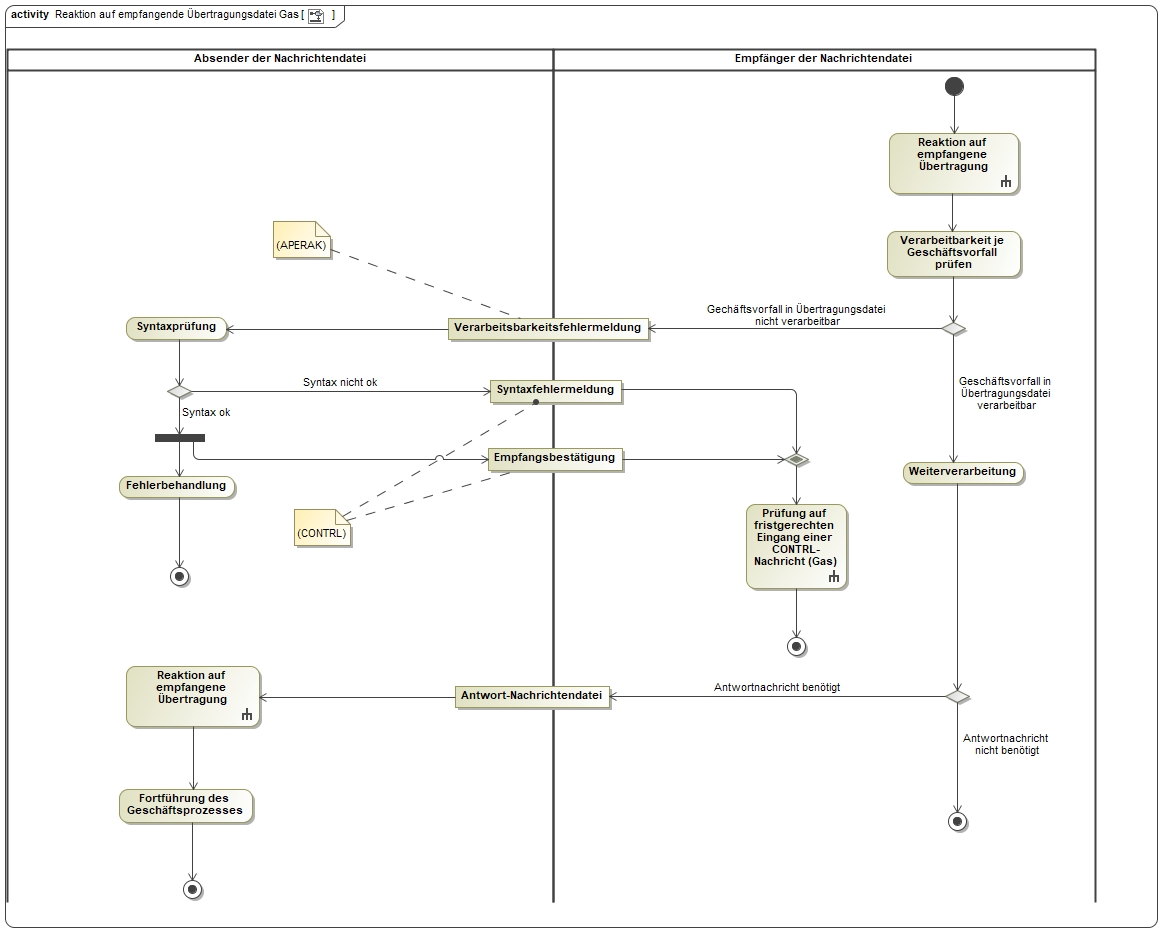 activity Reaktion auf empfangende Übertragungsdatei Gas [ ]
Absender der Nachrichtendatei
Empfänger der Nachrichtendatei
Reaktion auf
empfangene
Übertragung
Verarbeitbarkeit je
Geschäftsvorfall
prüfen
(APERAK)
Gechäftsvorfall in Übertragungsdatei
nicht verarbeitbar
Syntaxprüfung
Verarbeitsbarkeitsfehlermeldung
Syntax nicht ok
Syntaxfehlermeldung
Geschäftsvorfall in
Übertragungsdatei
verarbeitbar
Syntax ok
Empfangsbestätigung
Weiterverarbeitung
Fehlerbehandlung
(CONTRL)
Prüfung auf
fristgerechten
Eingang einer
CONTRL-
Nachricht (Gas)
Reaktion auf
empfangene
Übertragung
Antwort-Nachrichtendatei
Antwortnachricht benötigt
Antwortnachricht
nicht benötigt
Fortführung des
Geschäftsprozesses